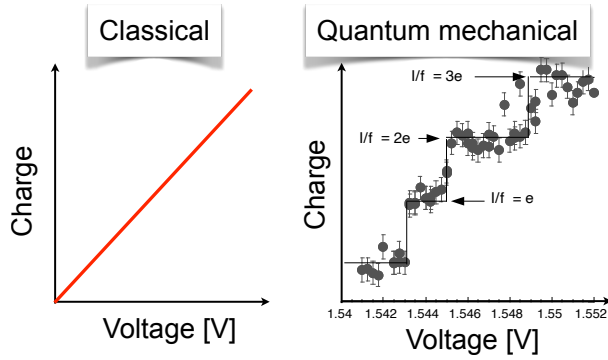 Classical
Charge
Voltage [V]
Quantum mechanical
I/f = 3e
I/f = 2e
I/f = e
Charge
1.54 1.542 1.544 1.546 1.548 1.55 1.552
Voltage [V]